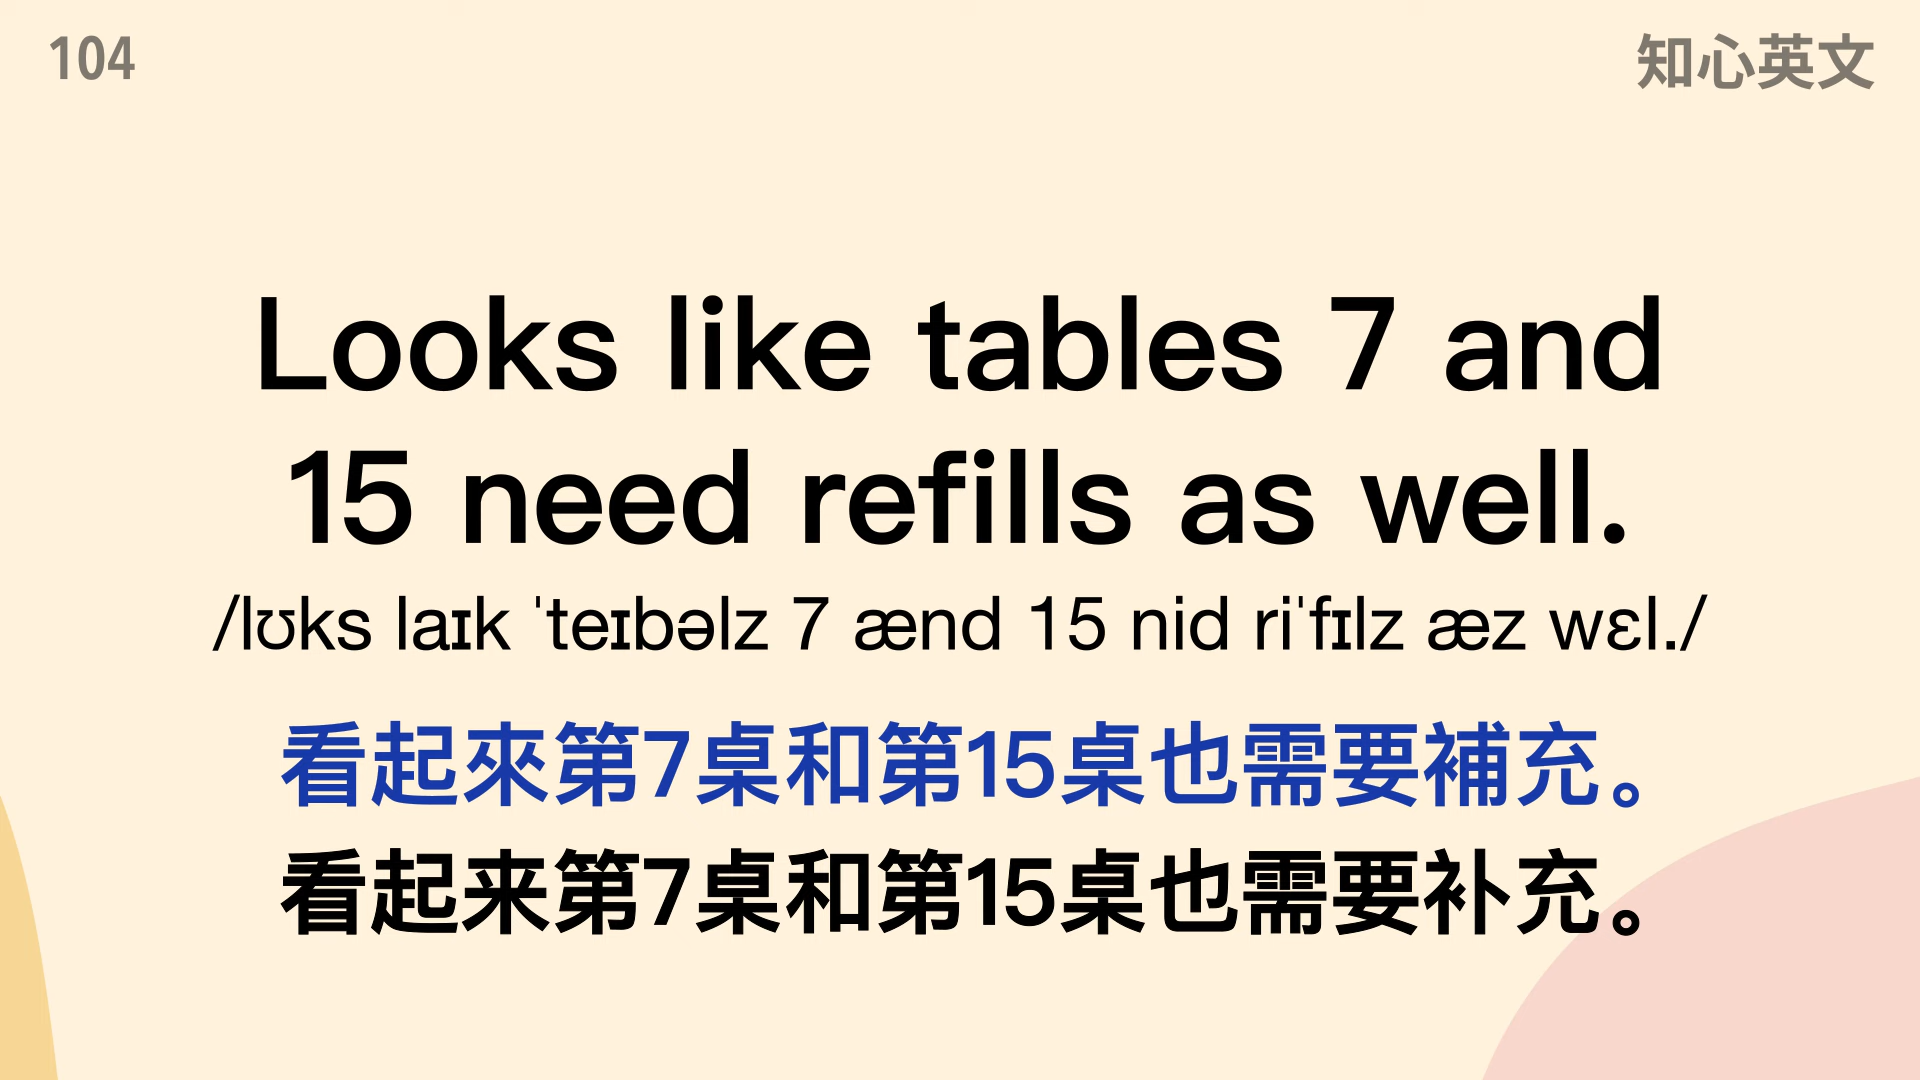 104
知心英文
Looks like tables 7 and
15 need refills as well.
/lʊks laɪk ˈteɪbəlz 7 ænd 15 nid riˈfɪlz æz wɛl./
看起來第7桌和第15桌也需要補充。
看起来第7桌和第15桌也需要补充。